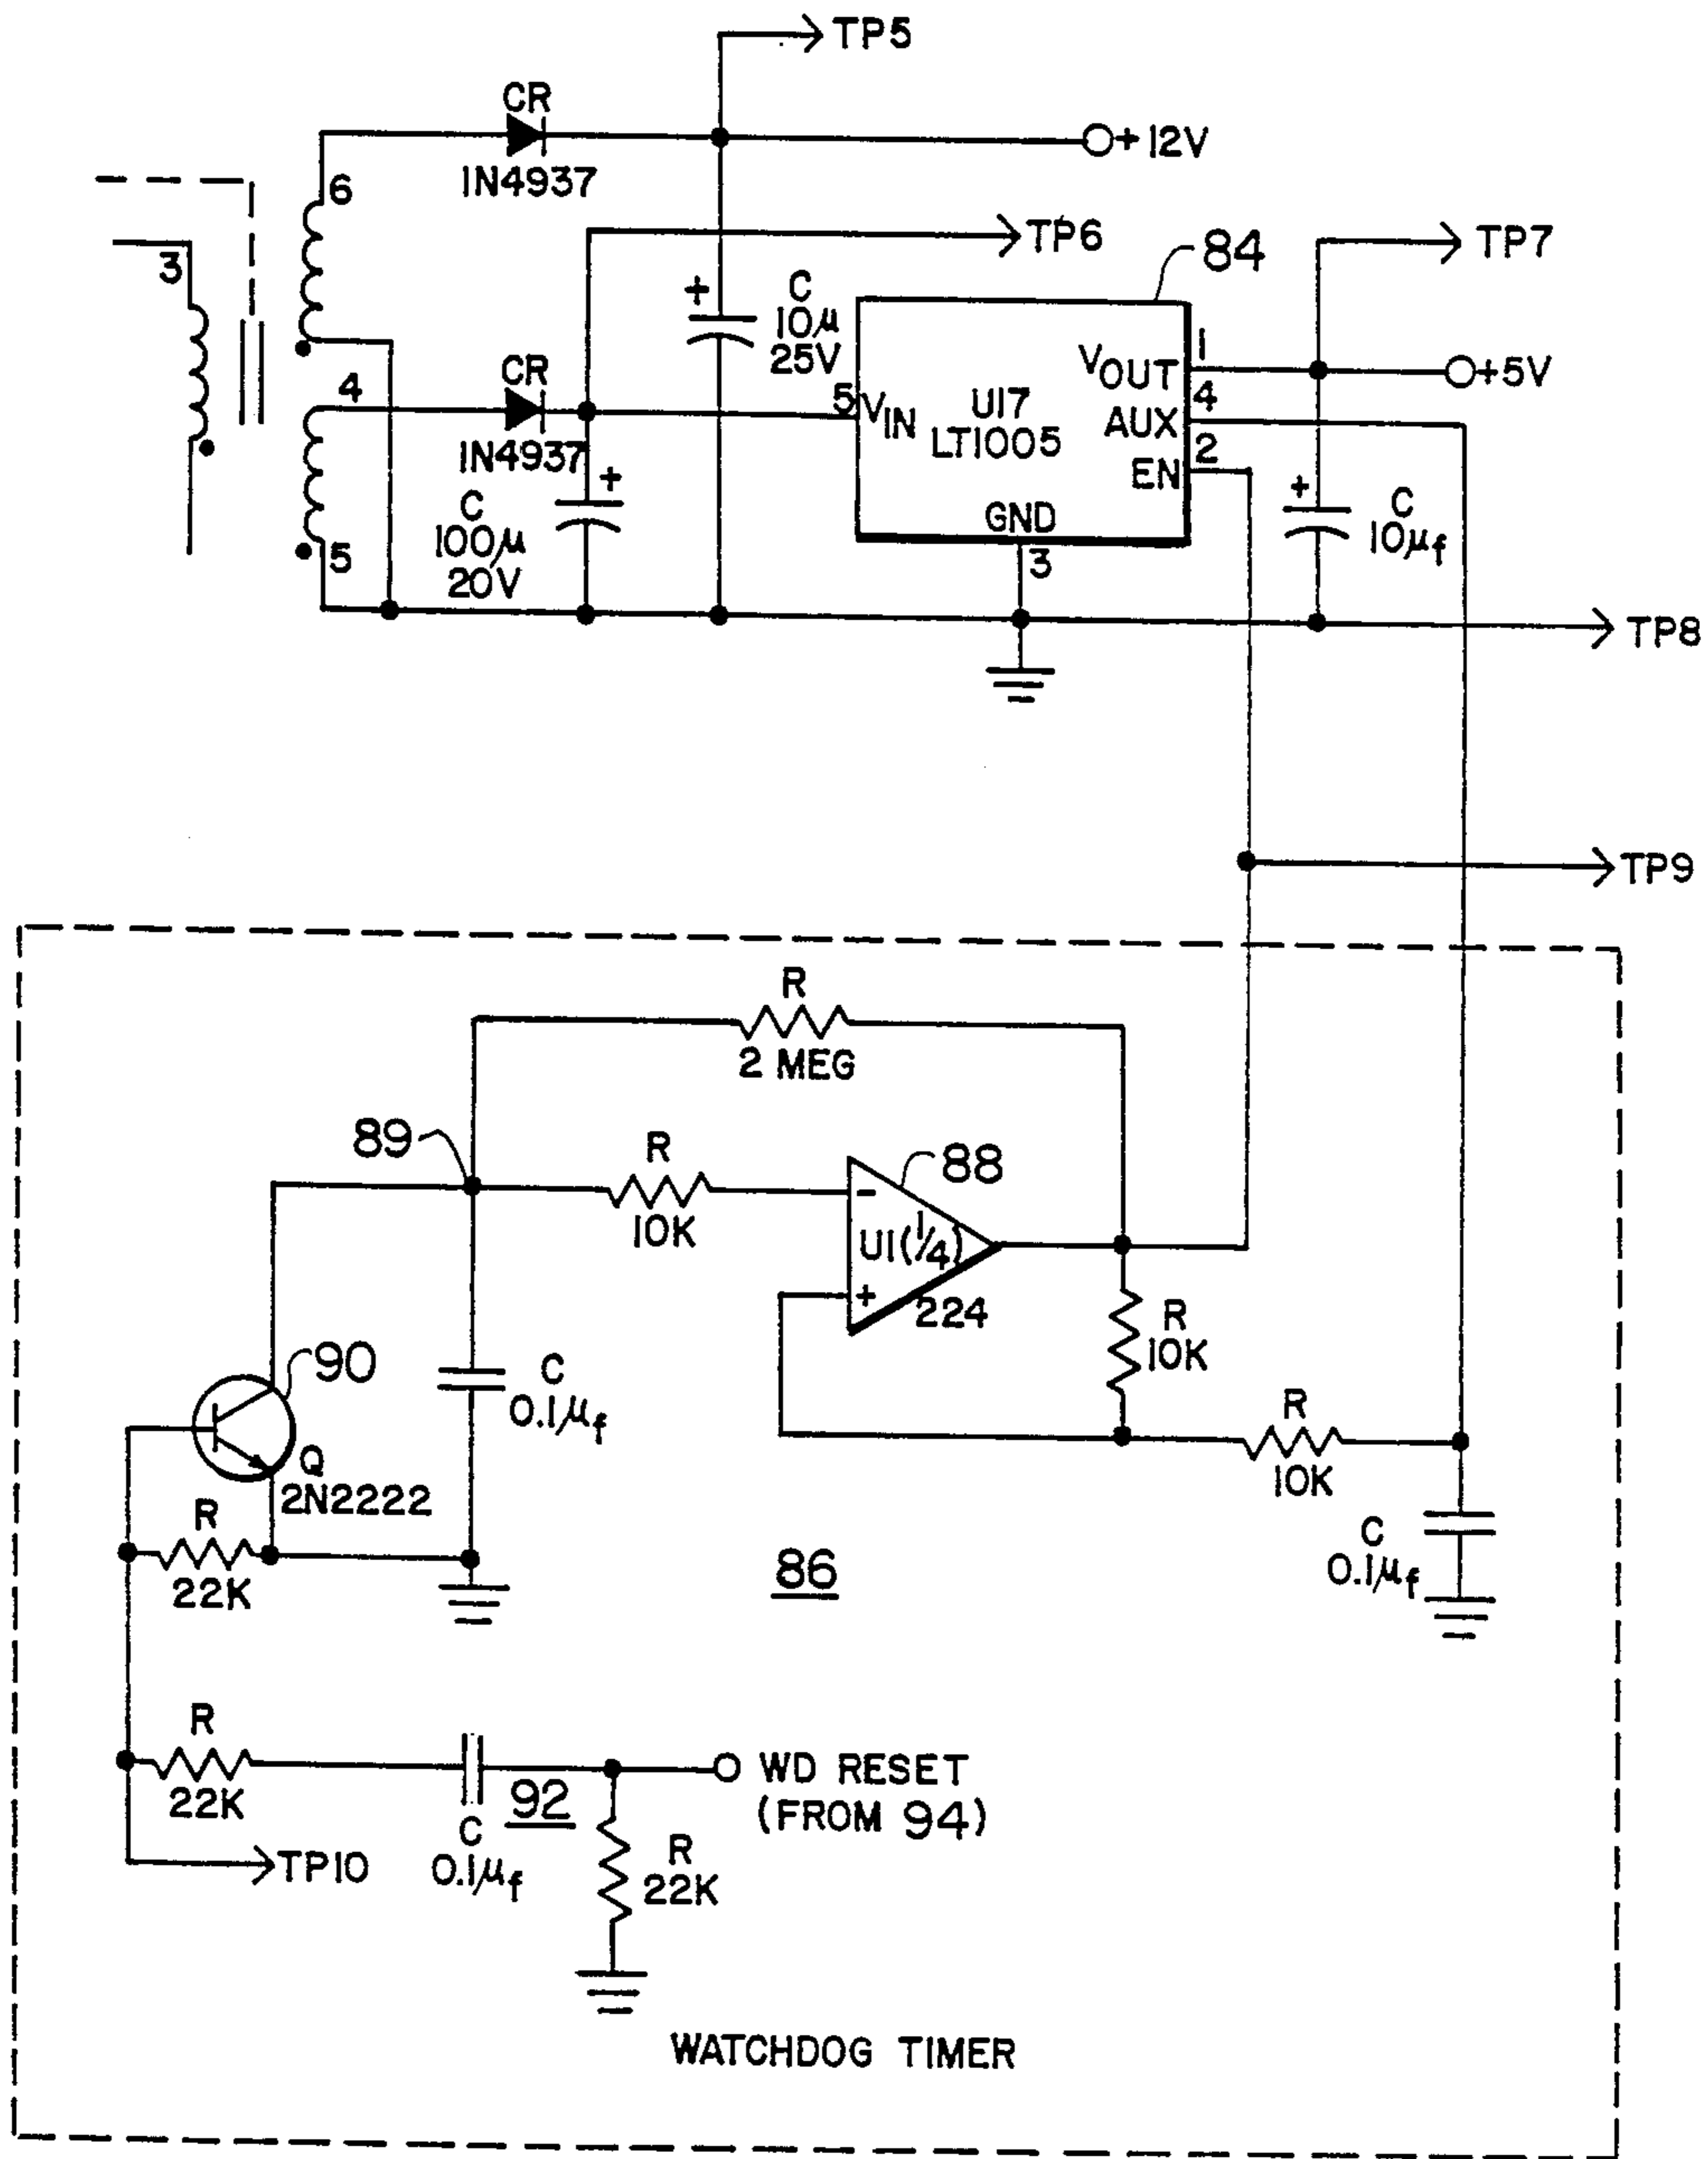 TP5
CR
+12V
1N4937
6
TP6
3
84
TP7
+
C
10μ
25V
1
VOUT
+5V
CR
4
5
VIN
U17
LT1005
4
AUX
2
EN
1N4937
+
C
100μ
20V
GND
3
+
C
10μf
5
TP8
TP9
R
2 MEG
89
R
10K
88
-
U1(1/4)
+
224
R
10K
90
C
0.1μf
Q
2N2222
R
10K
R
22K
86
C
0.1μf
R
22K
92
WD RESET
(FROM 94)
C
0.1μf
R
22K
TP10
WATCHDOG TIMER